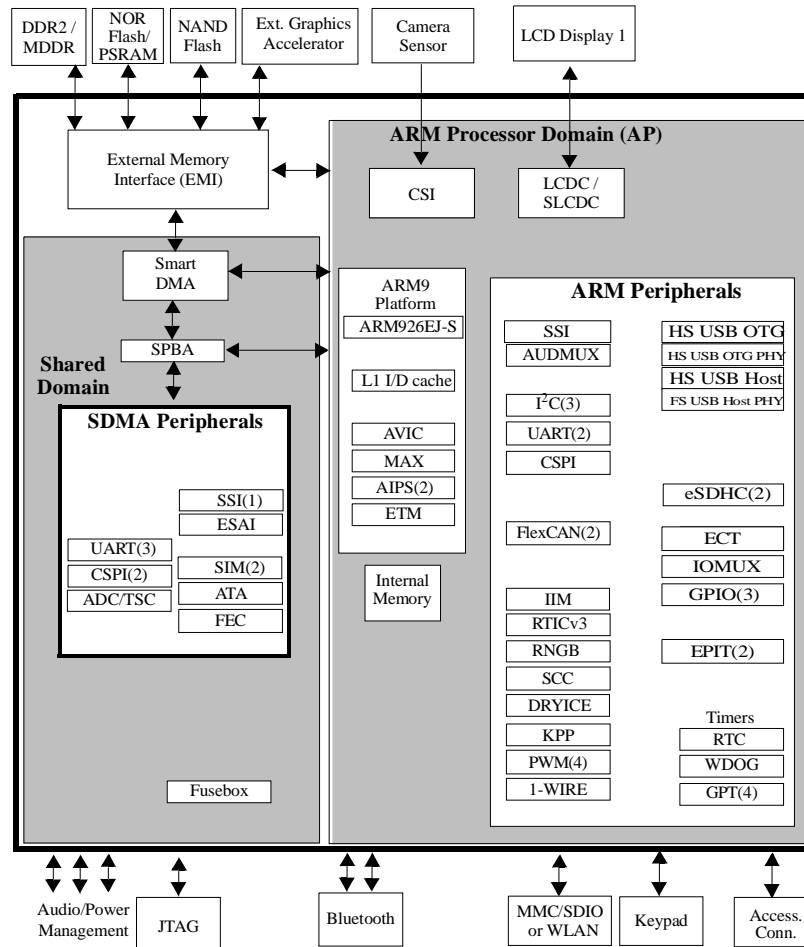 DDR2 /
MDDR
NOR
Flash/
PSRAM
NAND
Flash
Ext. Graphics
Accelerator
Camera
Sensor
LCD Display 1
External Memory
Interface (EMI)
ARM Processor Domain (AP)
CSI
LCDC /
SLCDC
Smart
DMA
SPBA
Shared
Domain
SDMA Peripherals
SSI(1)
ESAI
UART(3)
CSPI(2)
ADC/TSC
SIM(2)
ATA
FEC
Fusebox
ARM9
Platform
ARM926EJ-S
L1 I/D cache
AVIC
MAX
AIPS(2)
ETM
Internal
Memory
ARM Peripherals
SSI
AUDMUX
I²C(3)
UART(2)
CSPI
FlexCAN(2)
IIM
RTICv3
RNGB
SCC
DRYICE
KPP
PWM(4)
1-WIRE
HS USB OTG
HS USB OTG PHY
HS USB Host
FS USB Host PHY
eSDHC(2)
ECT
IOMUX
GPIO(3)
EPIT(2)
Timers
RTC
WDOG
GPT(4)
Audio/Power
Management
JTAG
Bluetooth
MMC/SDIO
or WLAN
Keypad
Access.
Conn.